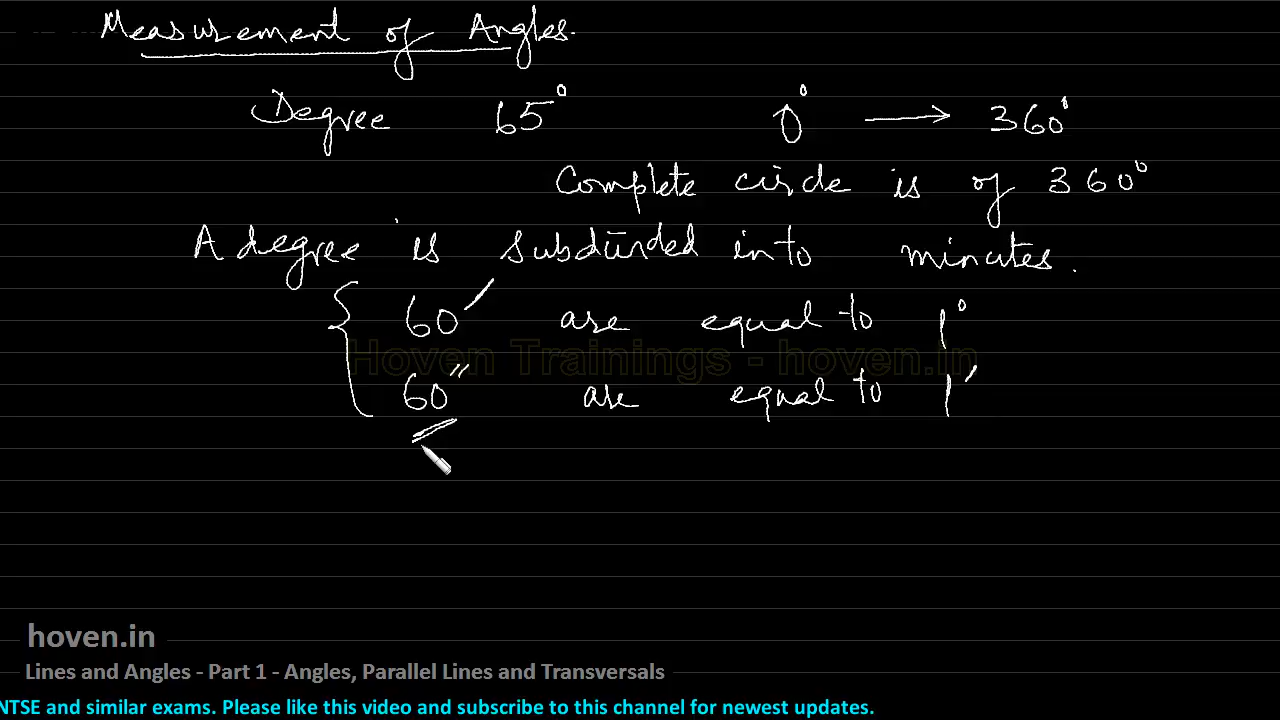 Measurement of Angles.
Degree 65° 0° → 360°
Complete circle is of 360°
A degree is subdivided into minutes.
60′ are equal to 1°
Hoven Trainings - hoven.in
60″ are equal to 1′
hoven.in
Lines and Angles - Part 1 - Angles, Parallel Lines and Transversals
NTSE and similar exams. Please like this video and subscribe to this channel for newest updates.